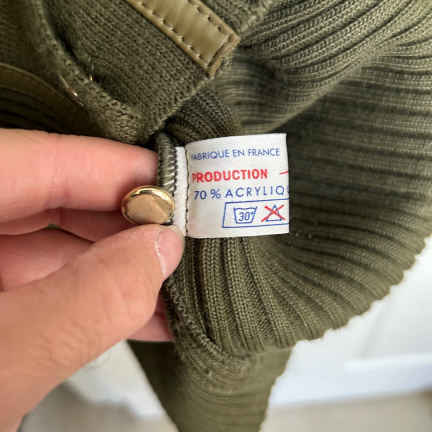 FABRIQUE EN FRANCE
PRODUCTION
70 % ACRYLIQ
30°